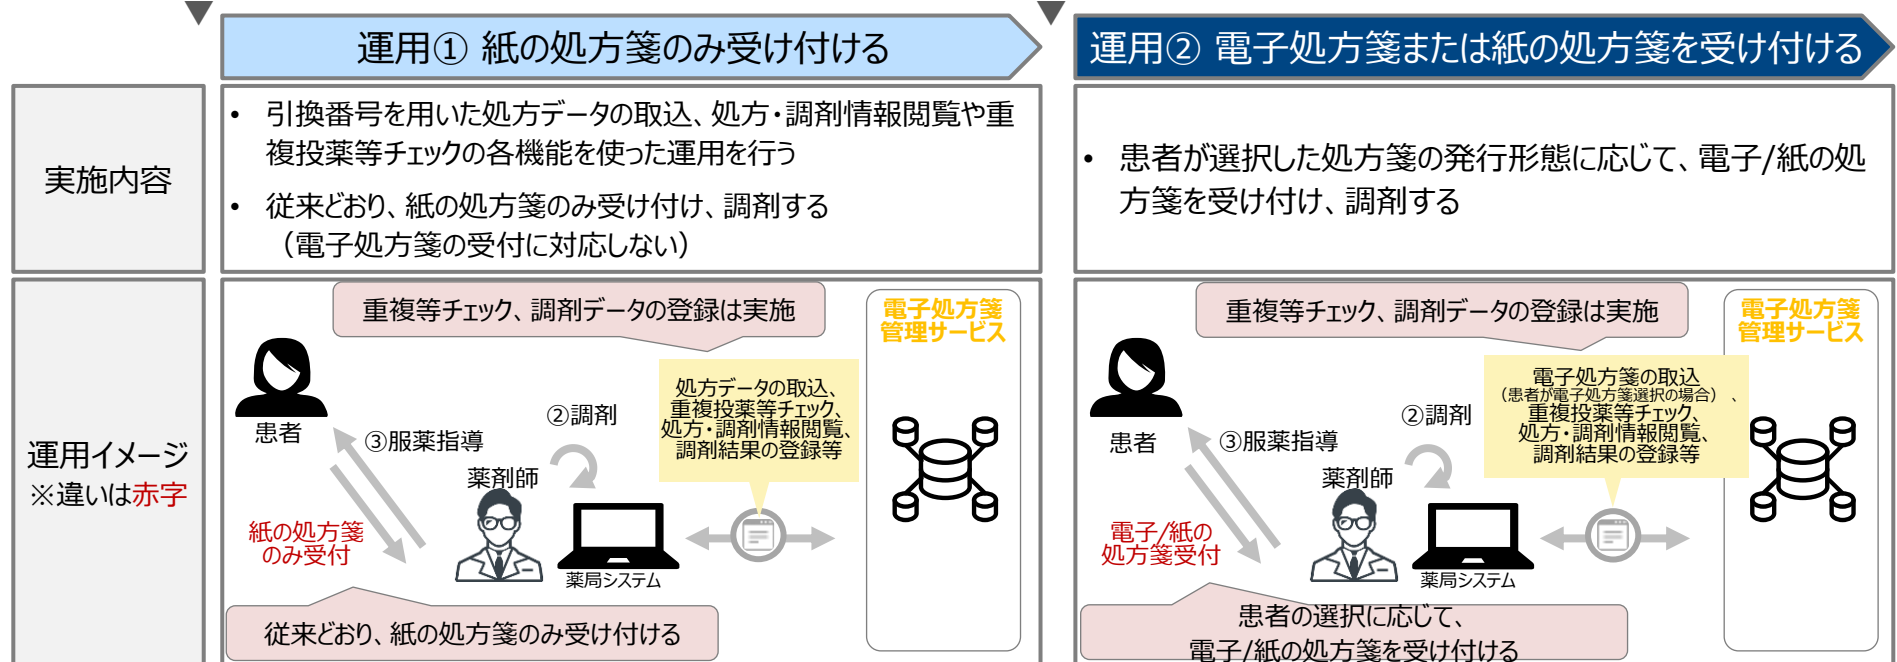 運用① 紙の処方箋のみ受け付ける
運用② 電子処方箋または紙の処方箋を受け付ける
実施内容
• 引換番号を用いた処方データの取込、処方・調剤情報閲覧や重
複投薬等チェックの各機能を使った運用を行う
• 従来どおり、紙の処方箋のみ受け付け、調剤する
（電子処方箋の受付に対応しない）
• 患者が選択した処方箋の発行形態に応じて、電子/紙の処
方箋を受け付け、調剤する
運用イメージ
※違いは赤字
重複等チェック、調剤データの登録は実施
電子処方箋
管理サービス
処方データの取込、
重複投薬等チェック、
処方・調剤情報閲覧、
調剤結果の登録等
患者
③服薬指導
②調剤
薬剤師
紙の処方箋
のみ受付
薬局システム
従来どおり、紙の処方箋のみ受け付ける
重複等チェック、調剤データの登録は実施
電子処方箋
管理サービス
電子処方箋の取込
（患者が電子処方箋選択の場合）、
重複投薬等チェック、
処方・調剤情報閲覧、
調剤結果の登録等
患者
③服薬指導
②調剤
薬剤師
電子/紙の
処方箋受付
薬局システム
患者の選択に応じて、
電子/紙の処方箋を受け付ける